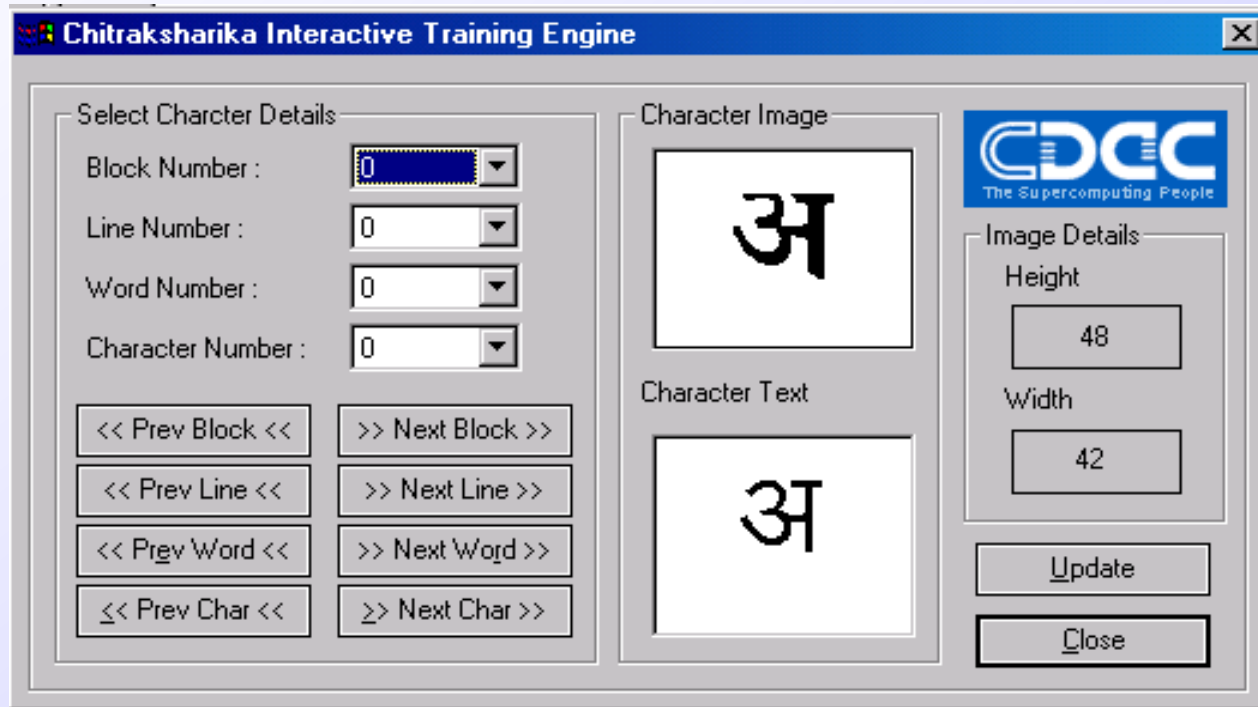 Chitraksharika Interactive Training Engine
Select Charcter Details
Block Number : 0
Line Number : 0
Word Number : 0
Character Number : 0
<< Prev Block << >> Next Block >>
<< Prev Line << >> Next Line >>
<< Prev Word << >> Next Word >>
<< Prev Char << >> Next Char >>
Character Image
अ
Character Text
अ
CDAC
The Supercomputing People
Image Details
Height
48
Width
42
Update
Close